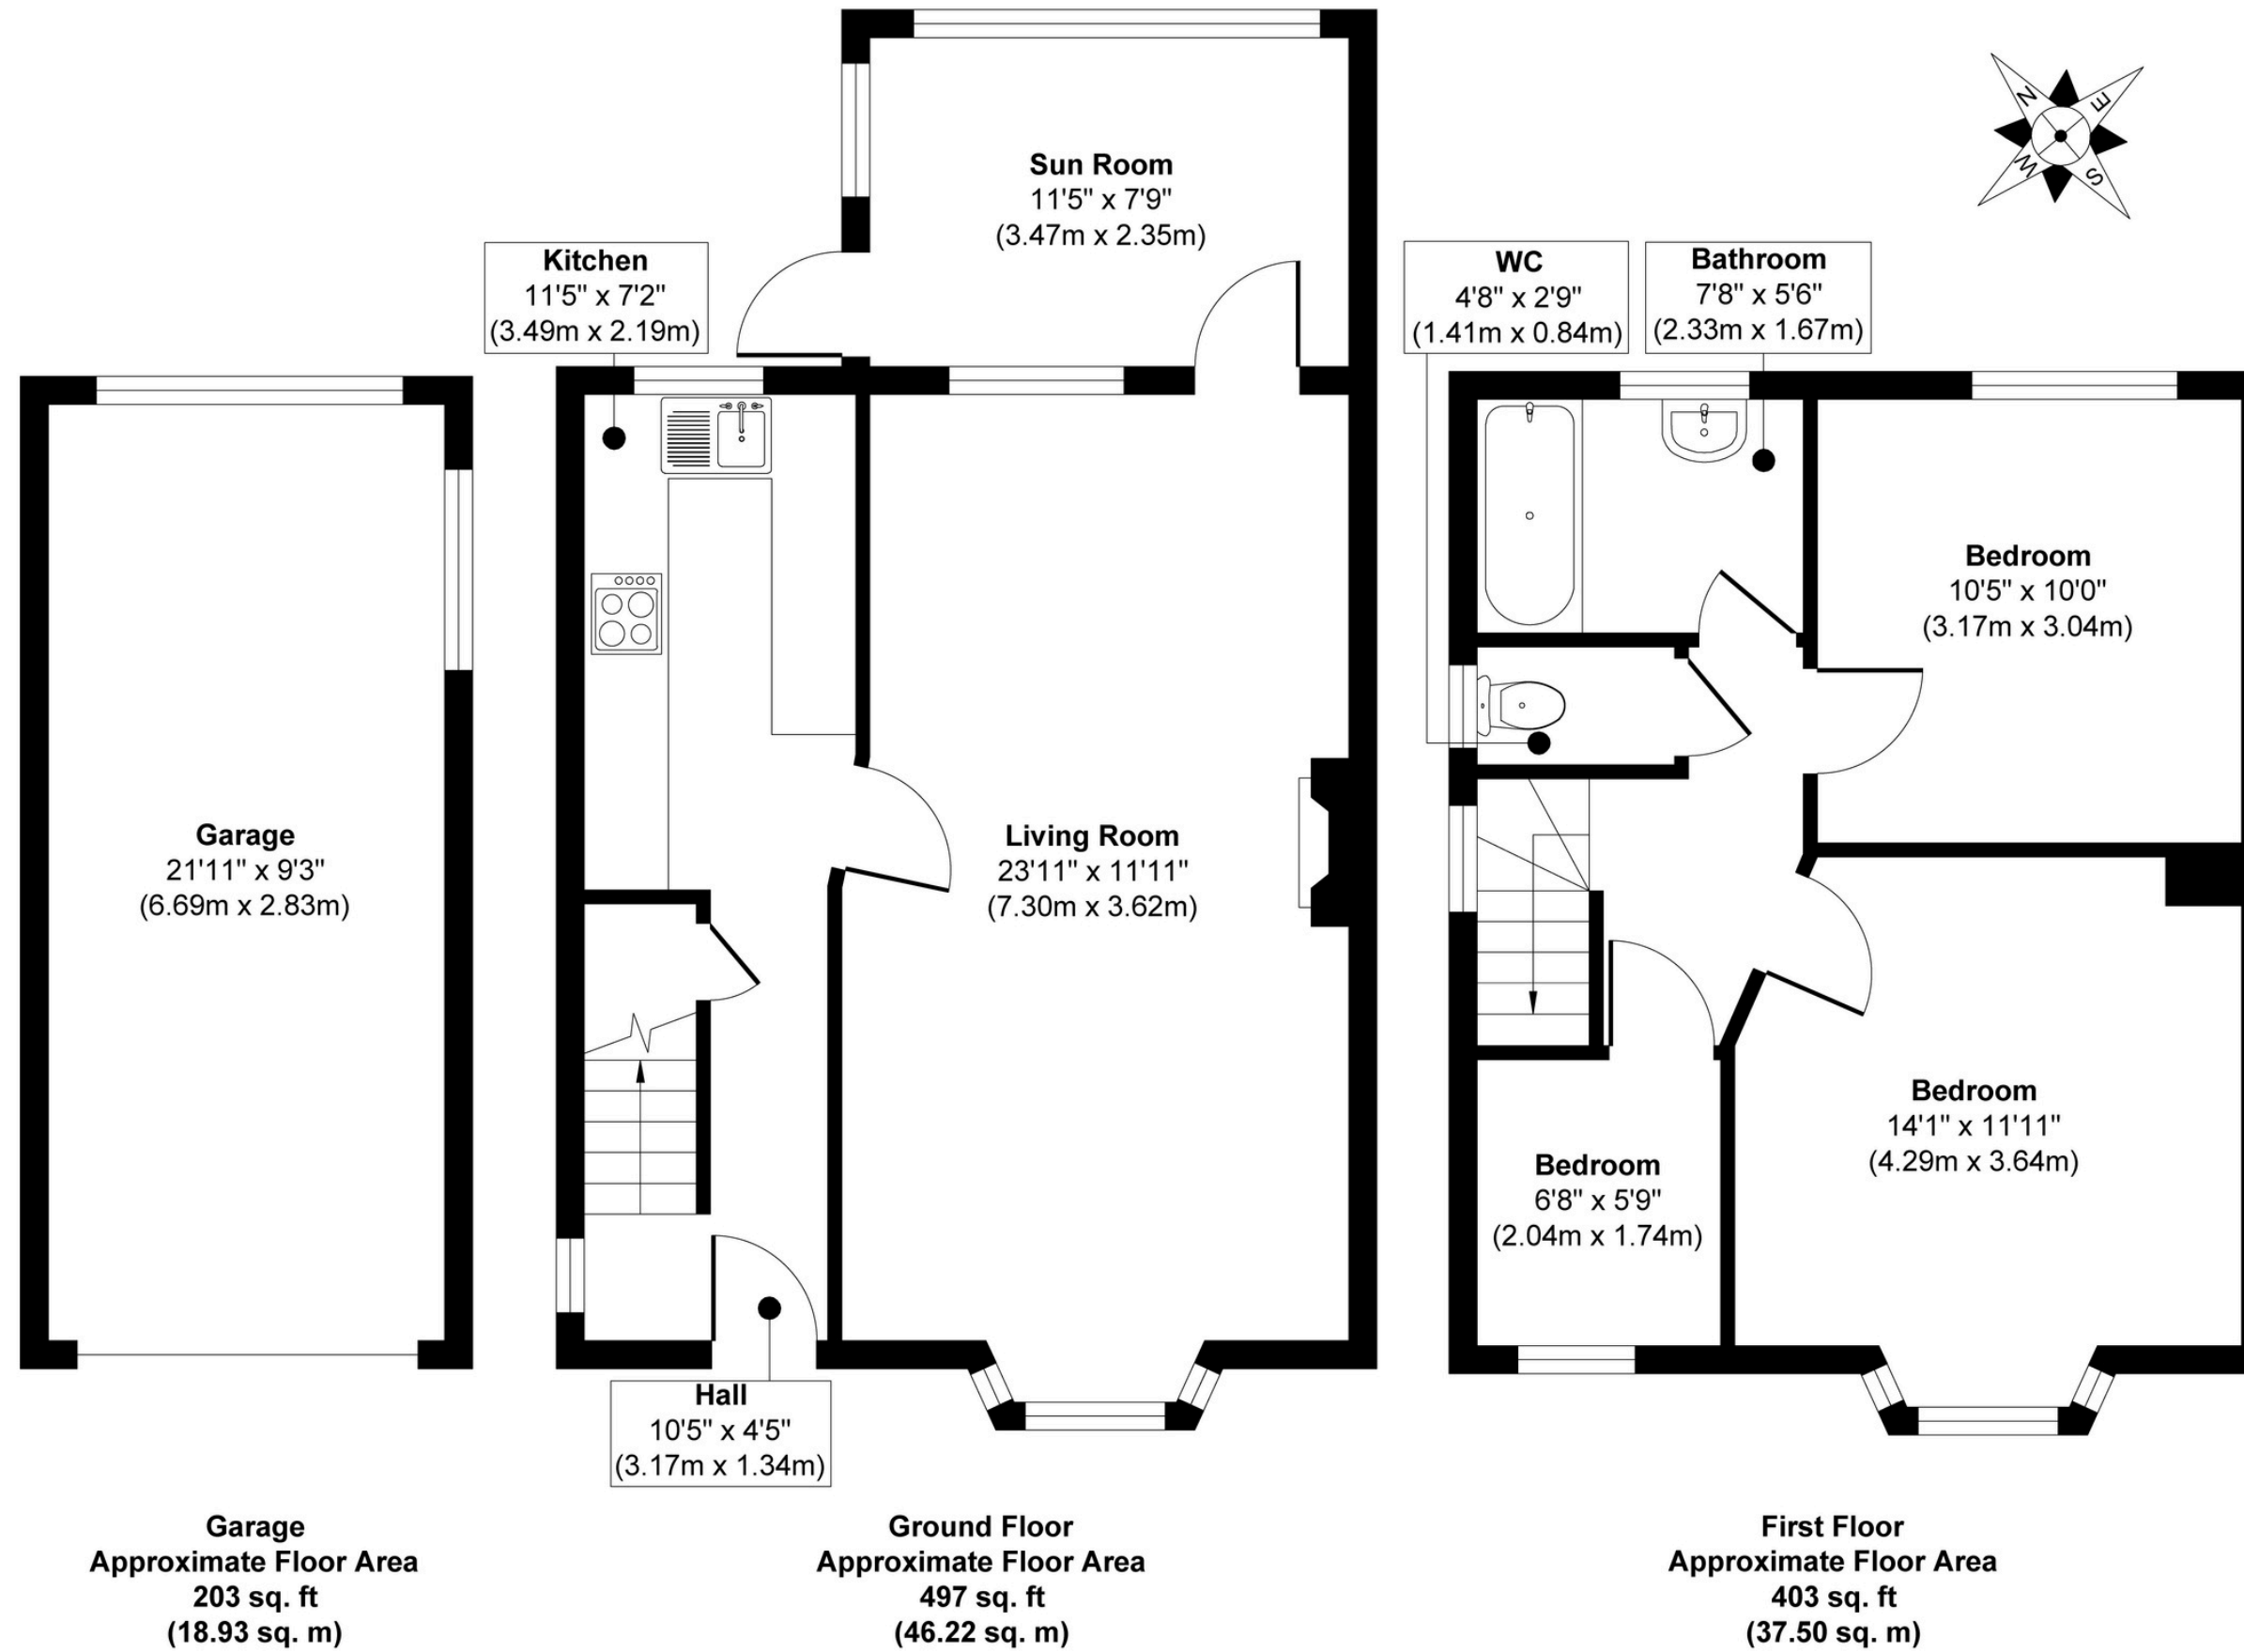 N
E
W
S
Sun Room
11'5" x 7'9"
(3.47m x 2.35m)
Kitchen
11'5" x 7'2"
(3.49m x 2.19m)
WC
4'8" x 2'9"
(1.41m x 0.84m)
Bathroom
7'8" x 5'6"
(2.33m x 1.67m)
Bedroom
10'5" x 10'0"
(3.17m x 3.04m)
Garage
21'11" x 9'3"
(6.69m x 2.83m)
Living Room
23'11" x 11'11"
(7.30m x 3.62m)
Bedroom
14'1" x 11'11"
(4.29m x 3.64m)
Bedroom
6'8" x 5'9"
(2.04m x 1.74m)
Hall
10'5" x 4'5"
(3.17m x 1.34m)
Garage
Approximate Floor Area
203 sq. ft
(18.93 sq. m)
Ground Floor
Approximate Floor Area
497 sq. ft
(46.22 sq. m)
First Floor
Approximate Floor Area
403 sq. ft
(37.50 sq. m)